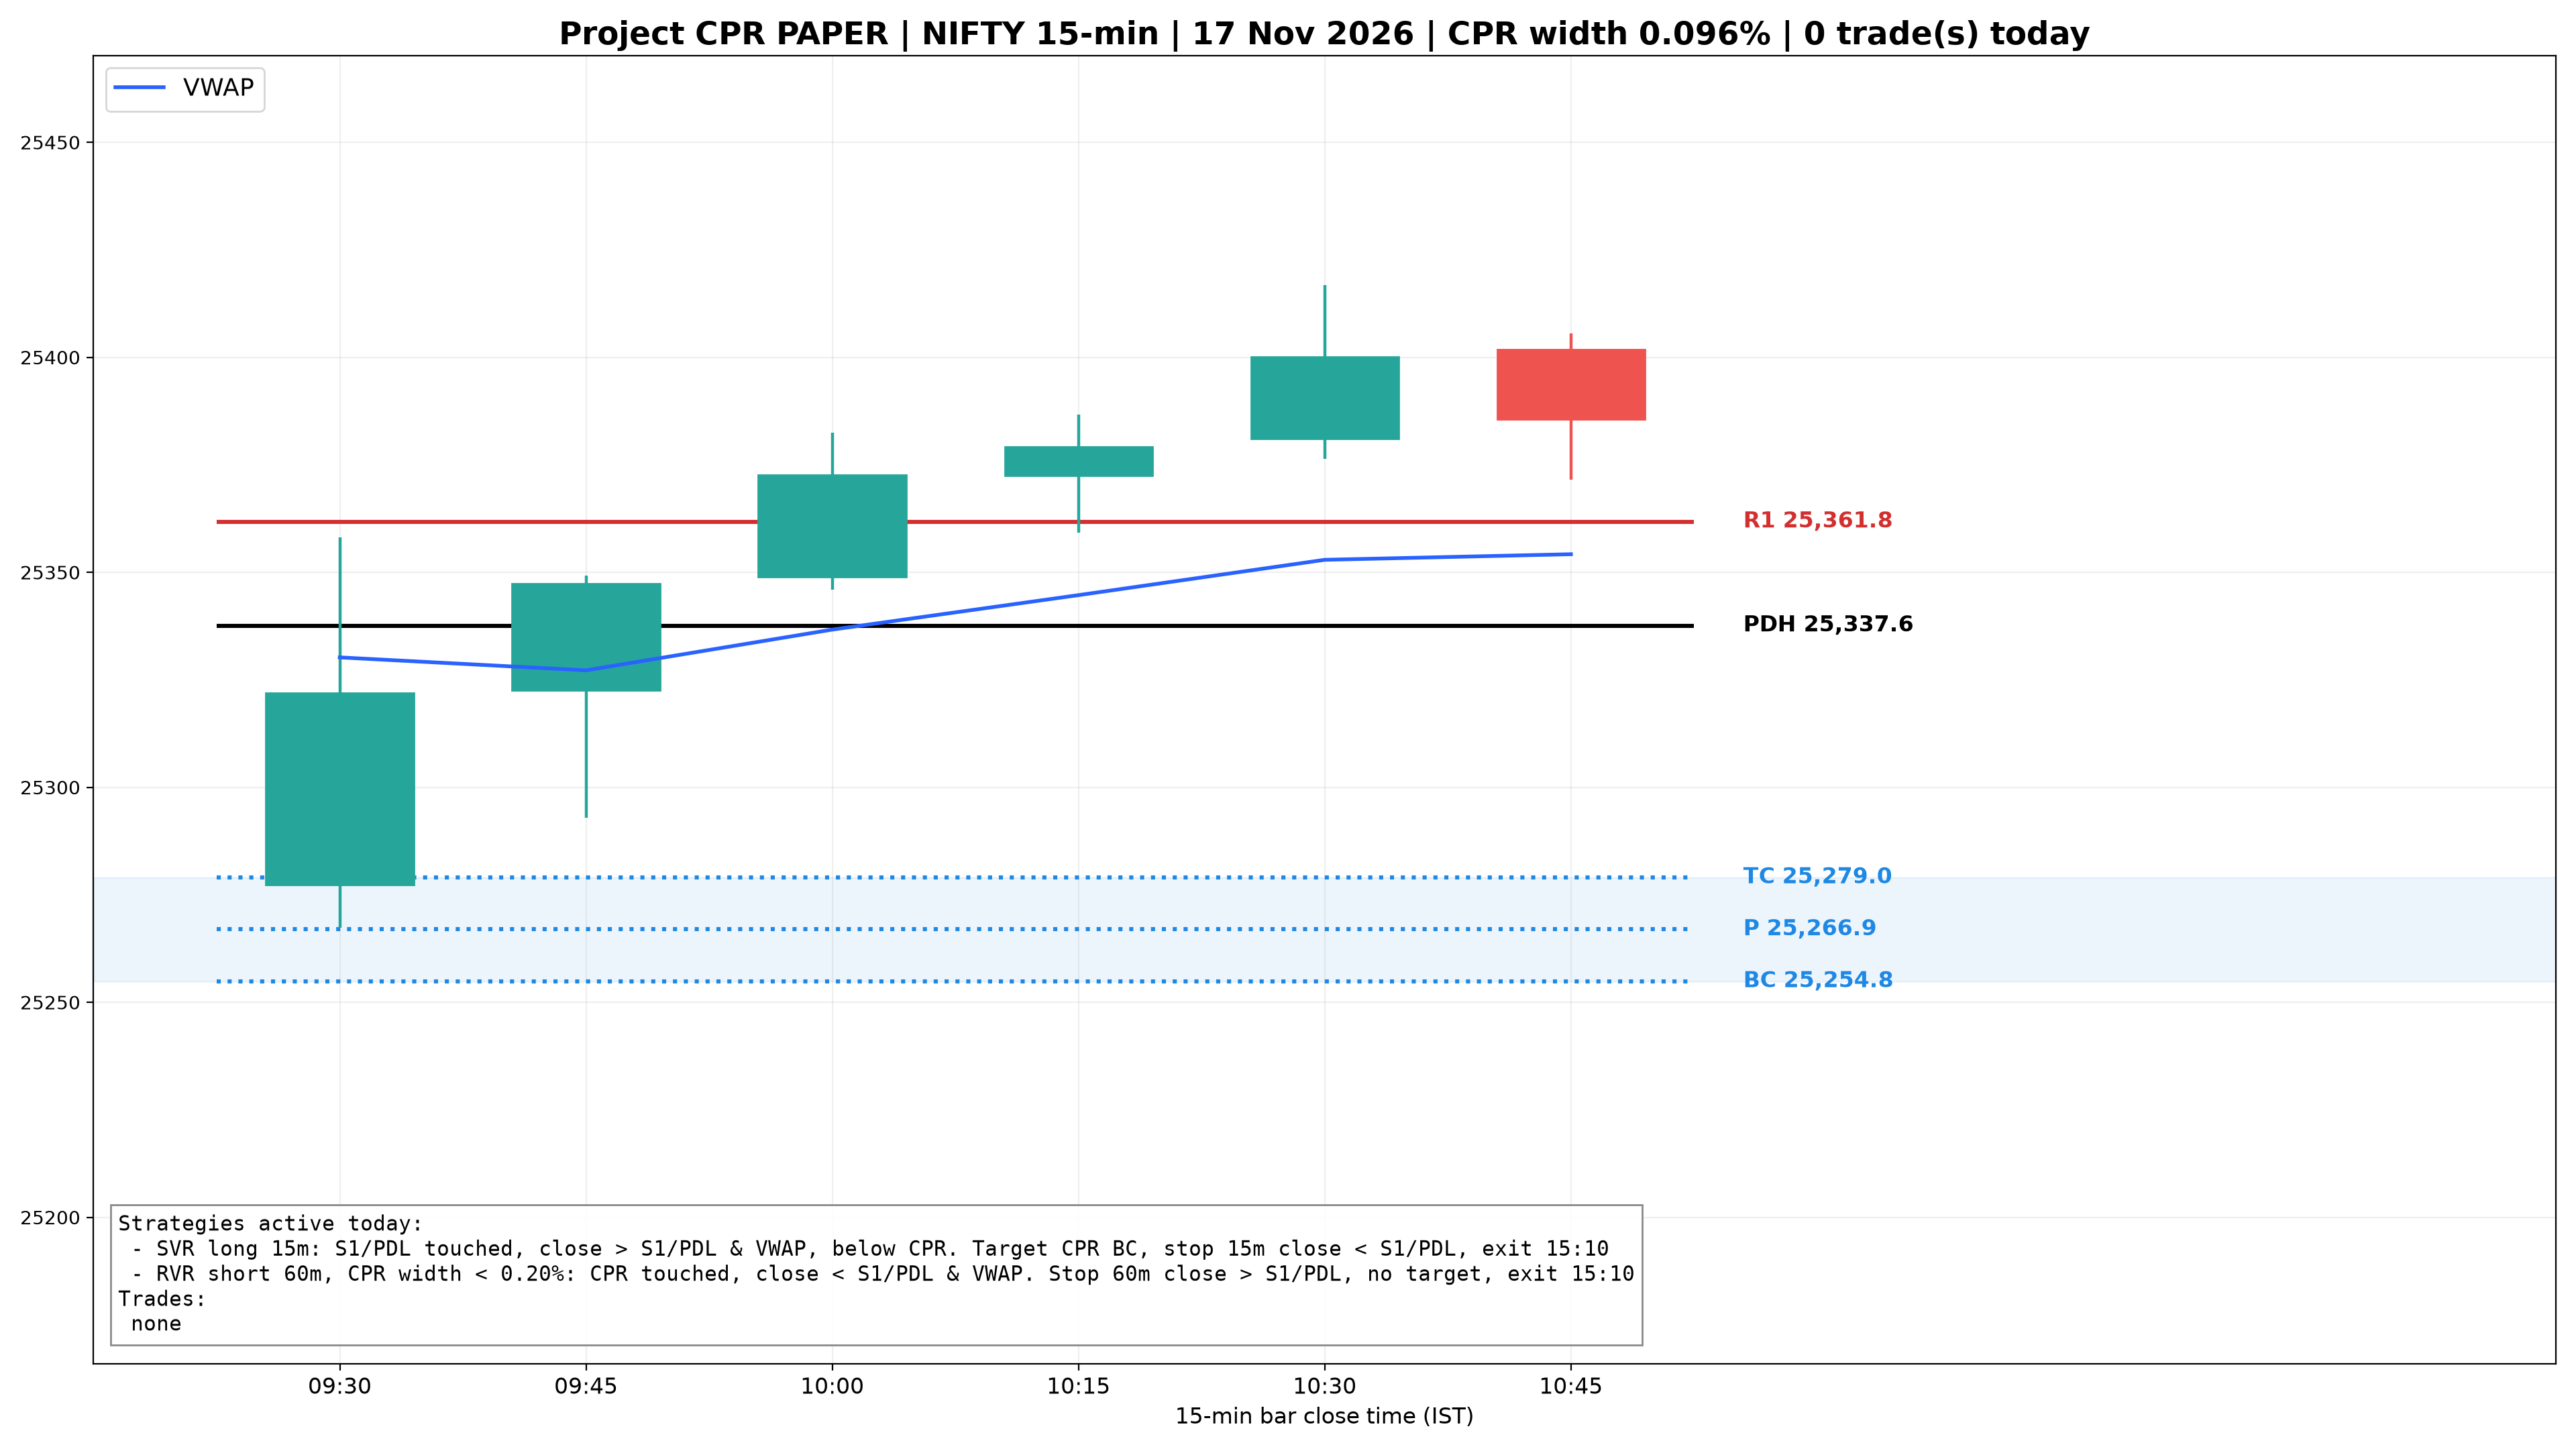 Project CPR PAPER | NIFTY 15-min | 17 Nov 2026 | CPR width 0.096% | 0 trade(s) today
VWAP
25450
25400
25350
25300
25250
25200
R1 25,361.8
PDH 25,337.6
TC 25,279.0
P 25,266.9
BC 25,254.8
Strategies active today:
- SVR long 15m: S1/PDL touched, close > S1/PDL & VWAP, below CPR. Target CPR BC, stop 15m close < S1/PDL, exit 15:10
- RVR short 60m, CPR width < 0.20%: CPR touched, close < S1/PDL & VWAP. Stop 60m close > S1/PDL, no target, exit 15:10
Trades:
none
09:30 09:45 10:00 10:15 10:30 10:45
15-min bar close time (IST)